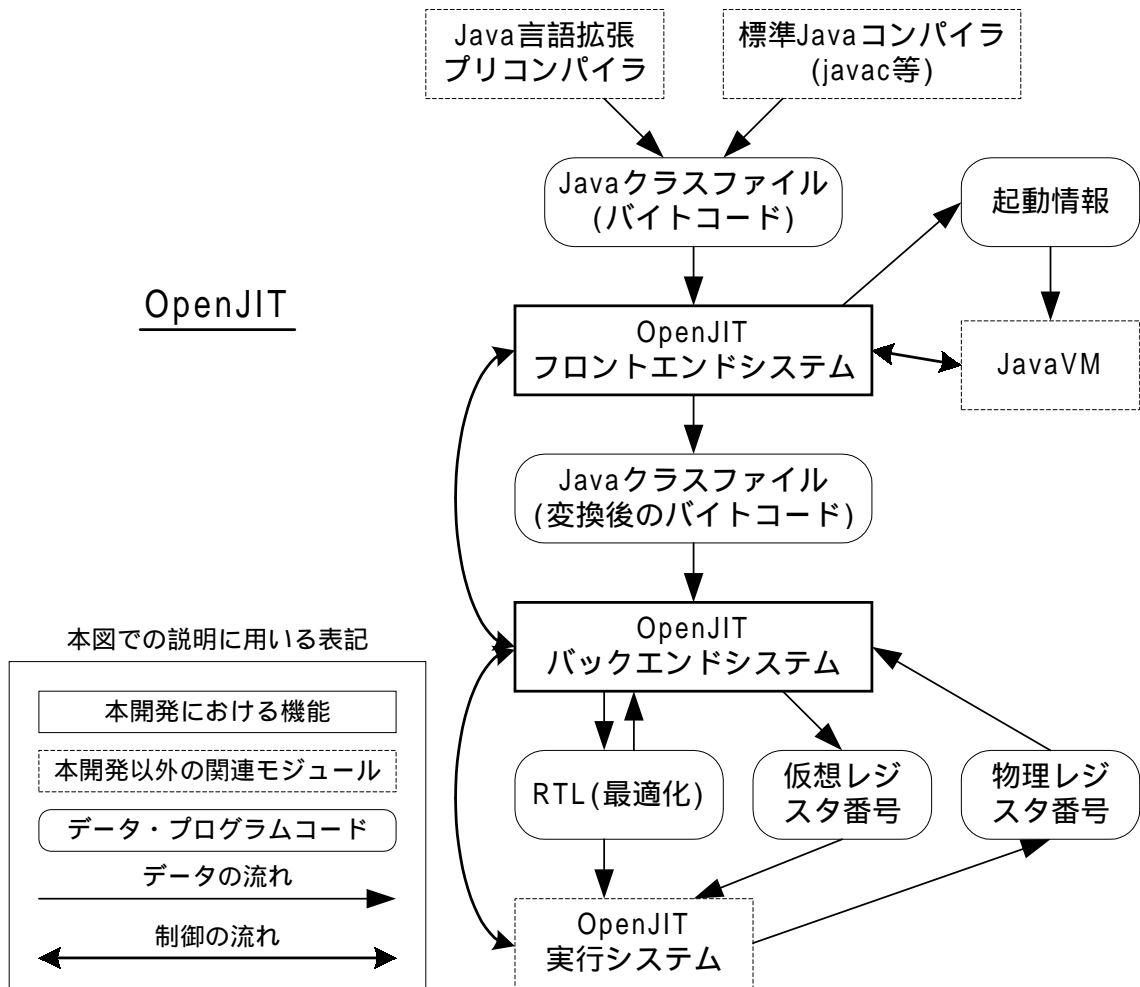 Java言語拡張
プリコンパイラ
標準Javaコンパイラ
(javac等)
Javaクラスファイル
(バイトコード)
起動情報
OpenJIT
OpenJIT
フロントエンドシステム
JavaVM
Javaクラスファイル
(変換後のバイトコード)
OpenJIT
バックエンドシステム
RTL(最適化)
仮想レジ
スタ番号
物理レジ
スタ番号
OpenJIT
実行システム
本図での説明に用いる表記
本開発における機能
本開発以外の関連モジュール
データ・プログラムコード
データの流れ
制御の流れ